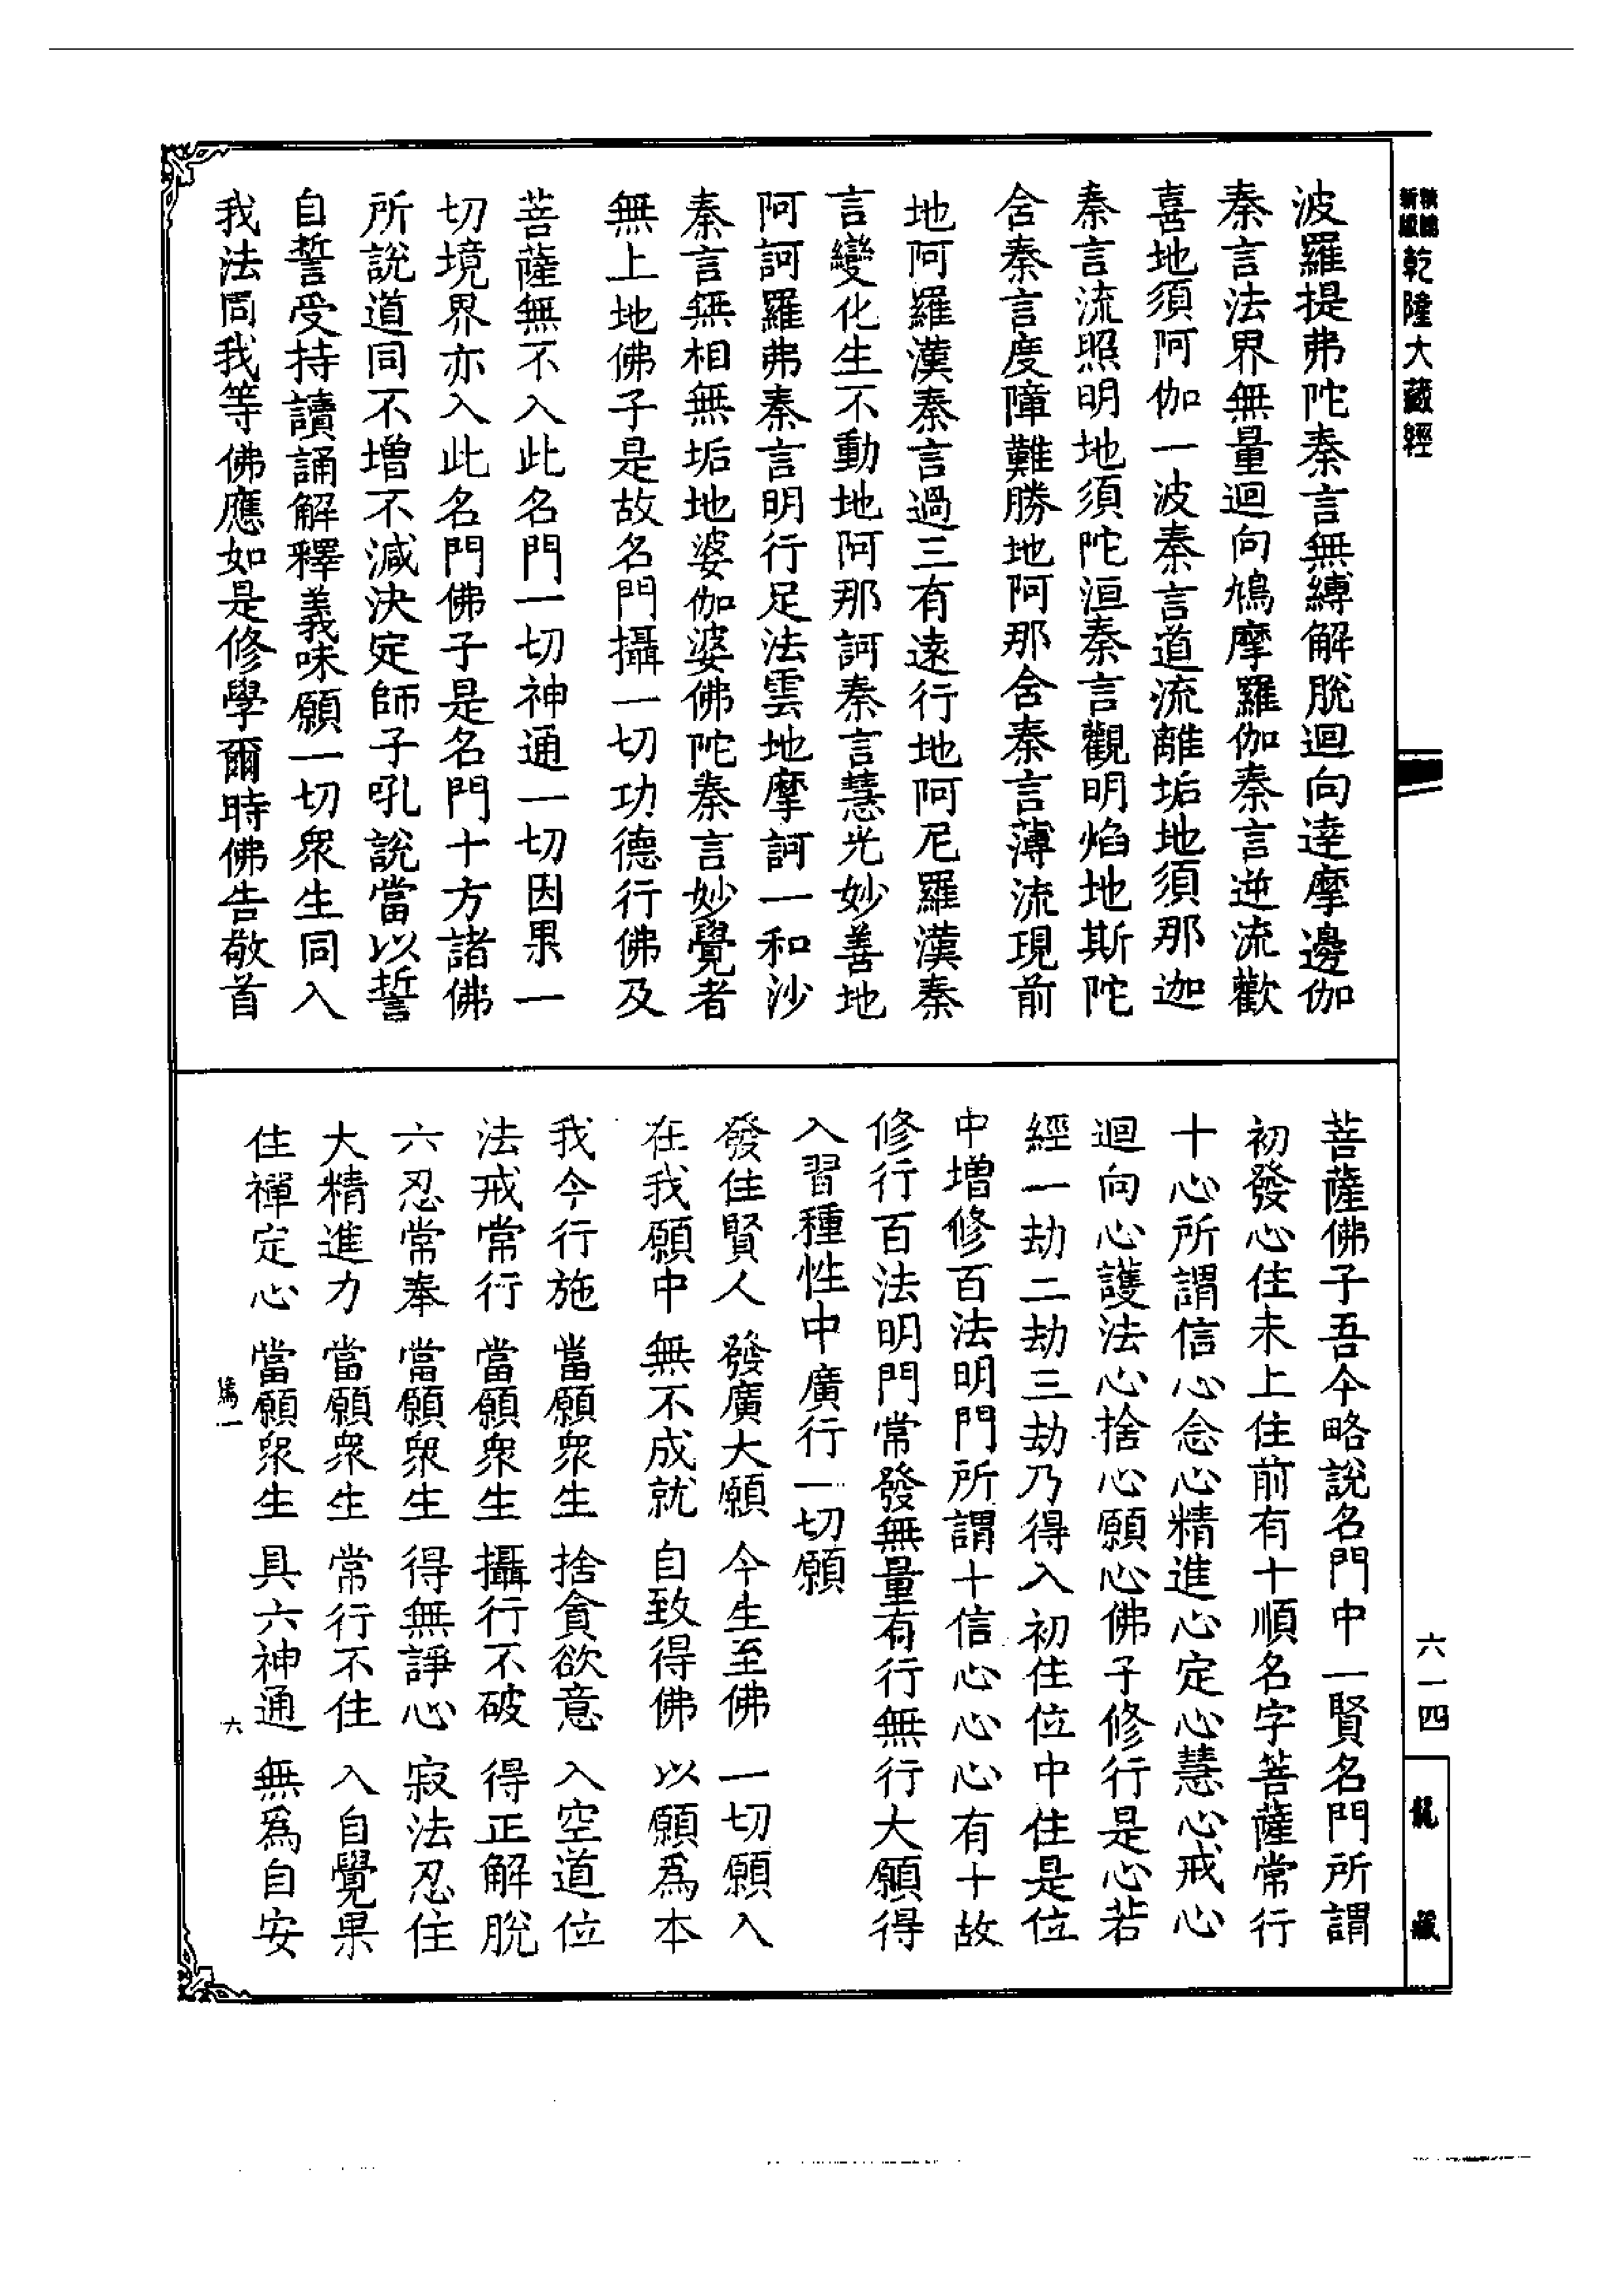 乾隆大藏經
波羅提弗陀秦言無縛解脫迴向達摩邊伽
秦言法界無量迴向鳩摩羅伽秦言逆流歡
喜地須阿伽一波秦言道流離垢地須那迦
秦言流照明地須陀洹秦言觀明焰地斯陀
含秦言度障難勝地阿那含秦言薄流現前
地阿羅漢秦言過三有遠行地阿尼羅漢秦
言變化生不動地阿那訶秦言慧光妙善地
阿訶羅弗秦言明行足法雲地摩訶一和沙
秦言無相無垢地婆伽婆佛陀秦言妙覺者
無上地佛子是故名門攝一切功德行佛及
菩薩無不入此名門一切神通一切因果一
切境界亦入此名門佛子是名門十方諸佛
所說道同不增不減決定師子吼說當以誓
自誓受持讀誦解釋義味願一切眾生同入
我法同我等佛應如是修學爾時佛告敬首
菩薩佛子吾今略說名門中一賢名門所謂
初發心住未上住前有十順名字菩薩常行
十心所謂信心念心精進心定心慧心戒心
迴向心護法心捨心願心佛子修行是心若
經一劫二劫三劫乃得入初住位中住是位
中增修百法明門所謂十信心心心有十故
修行百法明門常發無量有行無行大願得
入習種性中廣行一切願
發住賢人 發廣大願 今生至佛 一切願入
在我願中 無不成就 自致得佛 以願為本
我今行施 當願眾生 捨貪欲意 入空道位
法戒常行 當願眾生 攝行不破 得正解脫
六忍常奉 當願眾生 得無諍心 寂法忍住
大精進力 當願眾生 常行不住 入自覺果
住禪定心 當願眾生 具六神通 無為自安
六
六一四
龍藏